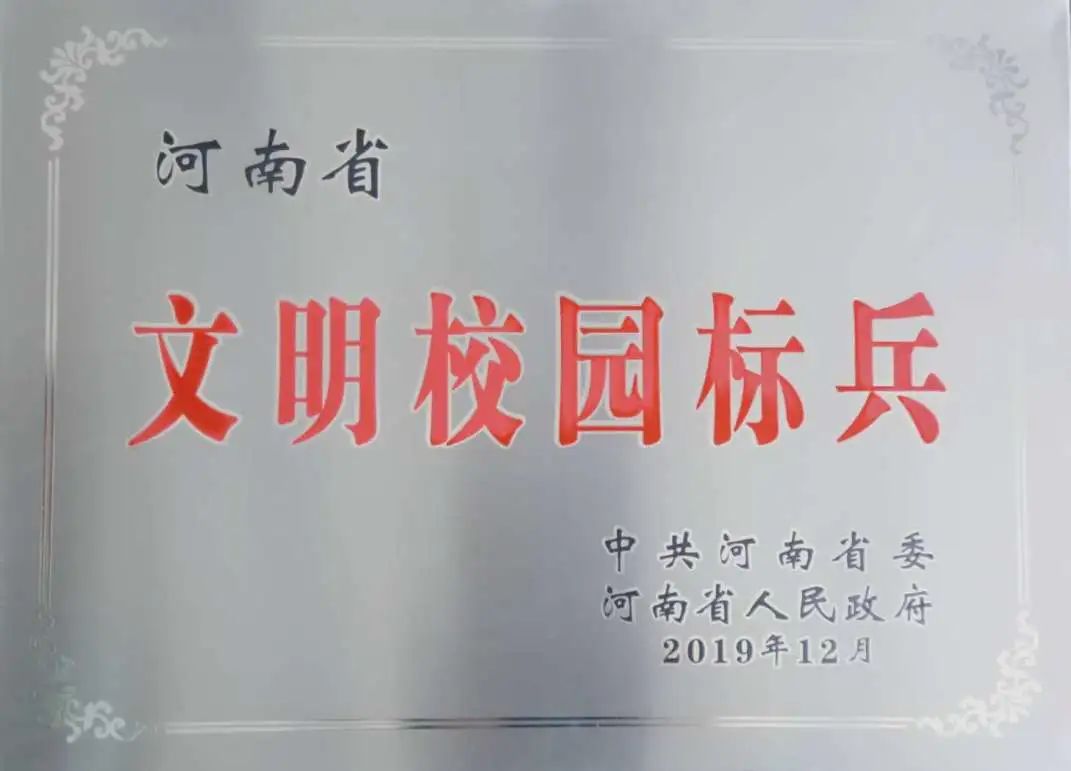 河南省
文明校园标兵
中共河南省委
河南省人民政府
2019年12月